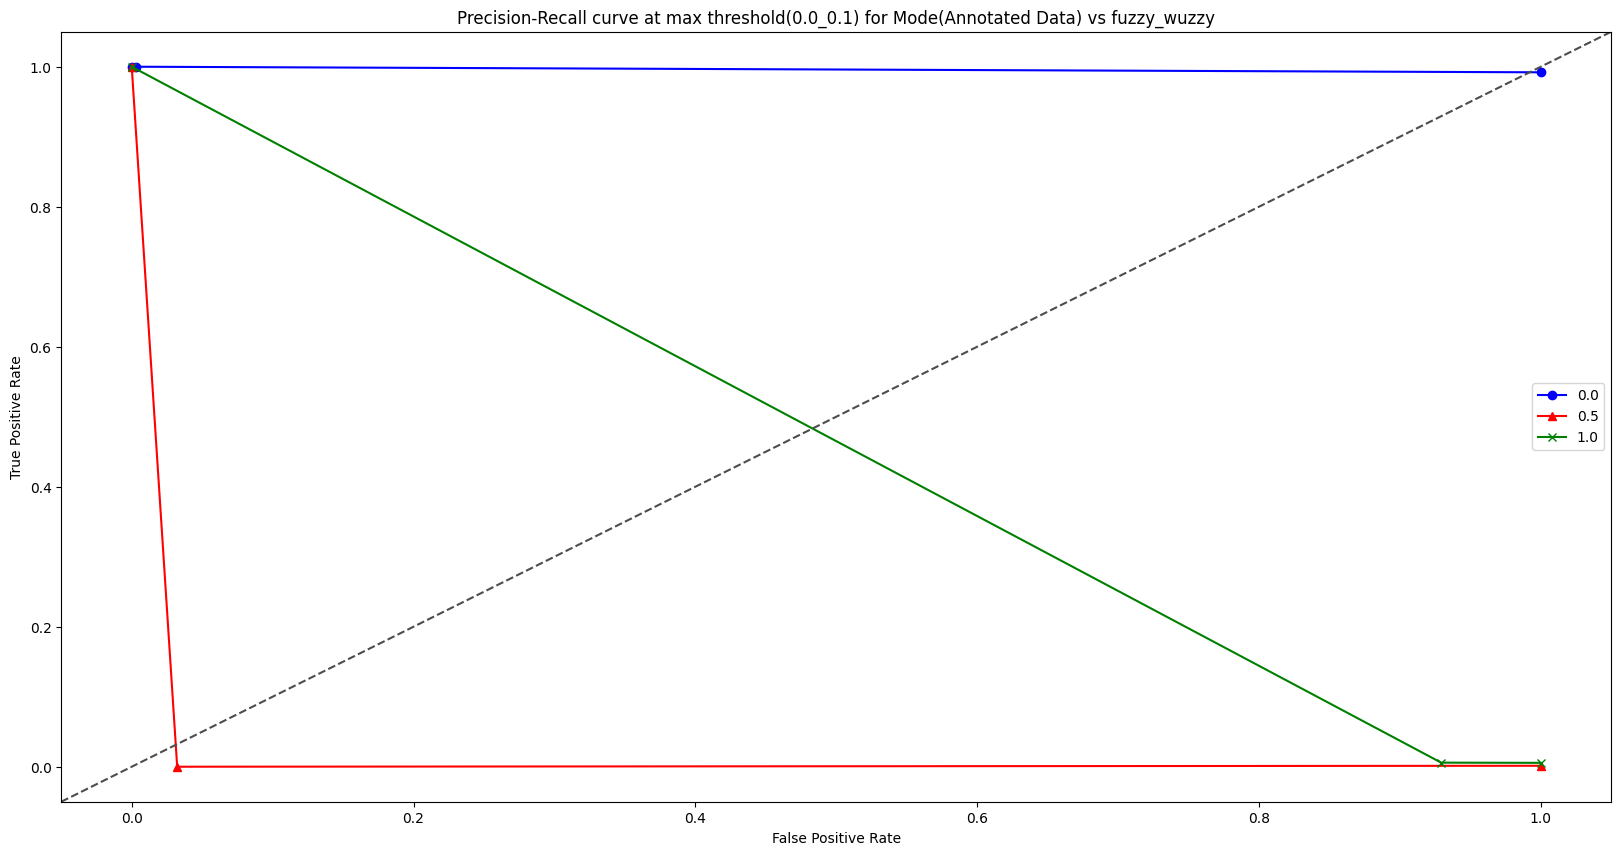 Precision-Recall curve at max threshold(0.0_0.1) for Mode(Annotated Data) vs fuzzy_wuzzy
True Positive Rate
1.0
0.8
0.6
0.4
0.2
0.0
0.0
0.5
1.0
0.0 0.2 0.4 0.6 0.8 1.0
False Positive Rate